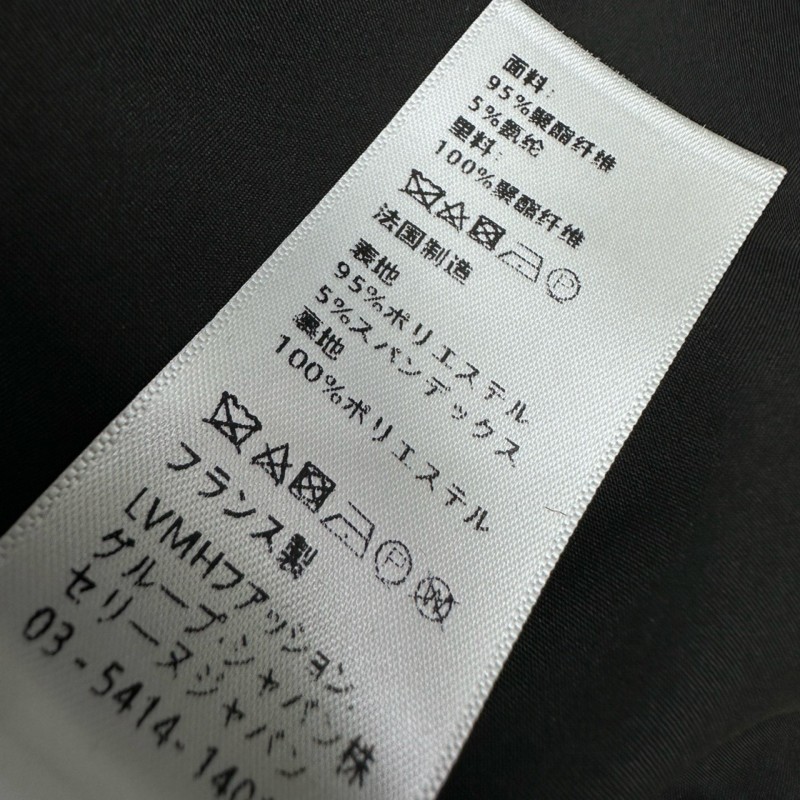 面料:
95%聚酯纤维
5%氨纶
里料:
100%聚酯纤维
P
法国制造
表地
95%ポリエステル
5%スパンデックス
裏地
100%ポリエステル
P W
フランス製
LVMHファッション
グループ・ジャパン株
セリーヌジャパン
03-5414-140